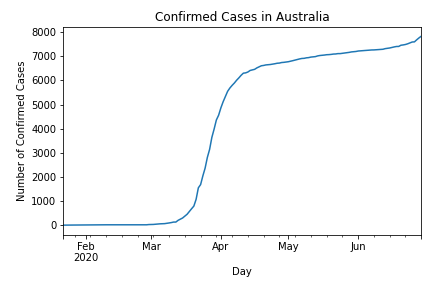 Confirmed Cases in Australia
8000
7000
6000
5000
4000
3000
2000
1000
0
Number of Confirmed Cases
Feb Mar Apr May Jun
2020
Day